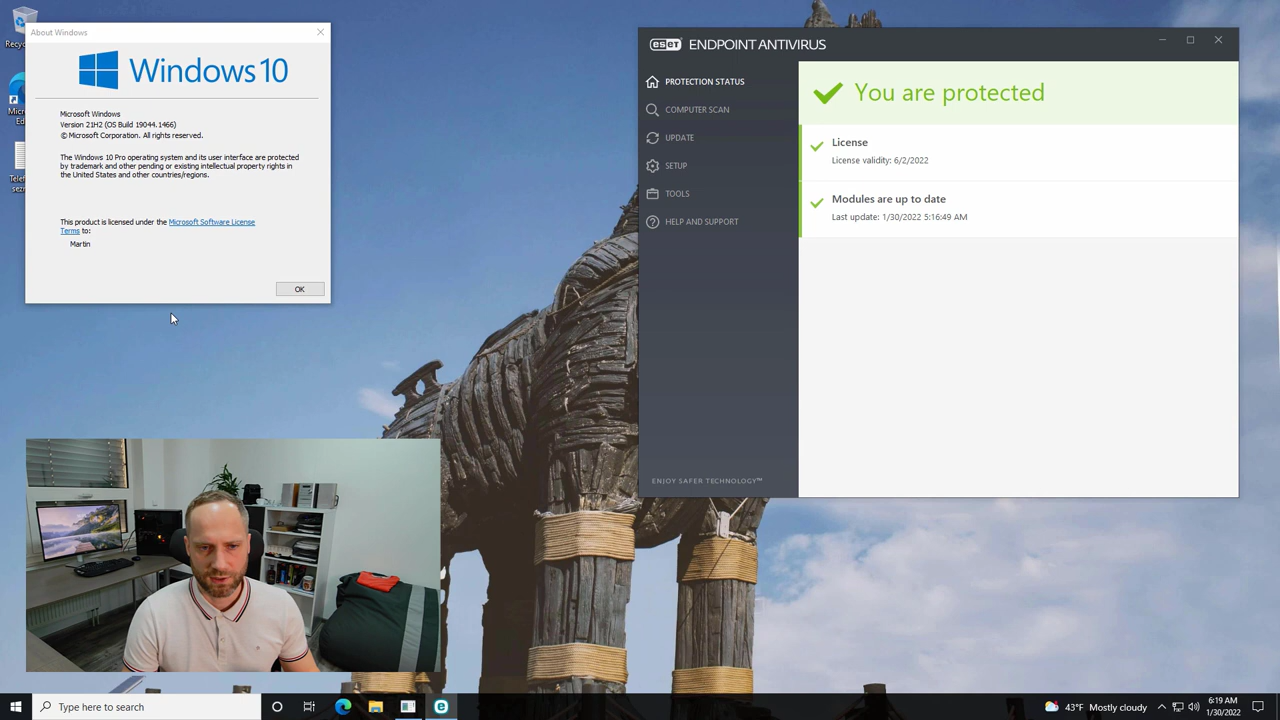 Recyc
Micro
Ed
Telef
sezr
About Windows
Windows 10
Microsoft Windows
Version 21H2 (OS Build 19044.1466)
© Microsoft Corporation. All rights reserved.
The Windows 10 Pro operating system and its user interface are protected
by trademark and other pending or existing intellectual property rights in
the United States and other countries/regions.
This product is licensed under the Microsoft Software License
Terms to:
Martin
OK
eset ENDPOINT ANTIVIRUS
PROTECTION STATUS
COMPUTER SCAN
UPDATE
SETUP
TOOLS
HELP AND SUPPORT
ENJOY SAFER TECHNOLOGY™
You are protected
License
License validity: 6/2/2022
Modules are up to date
Last update: 1/30/2022 5:16:49 AM
Type here to search
43°F Mostly cloudy
6:19 AM
1/30/2022